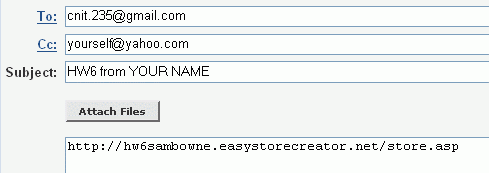 To: cnit.235@gmail.com
Cc: yourself@yahoo.com
Subject: HW6 from YOUR NAME
Attach Files
http://hw6sambowne.easystorecreator.net/store.asp